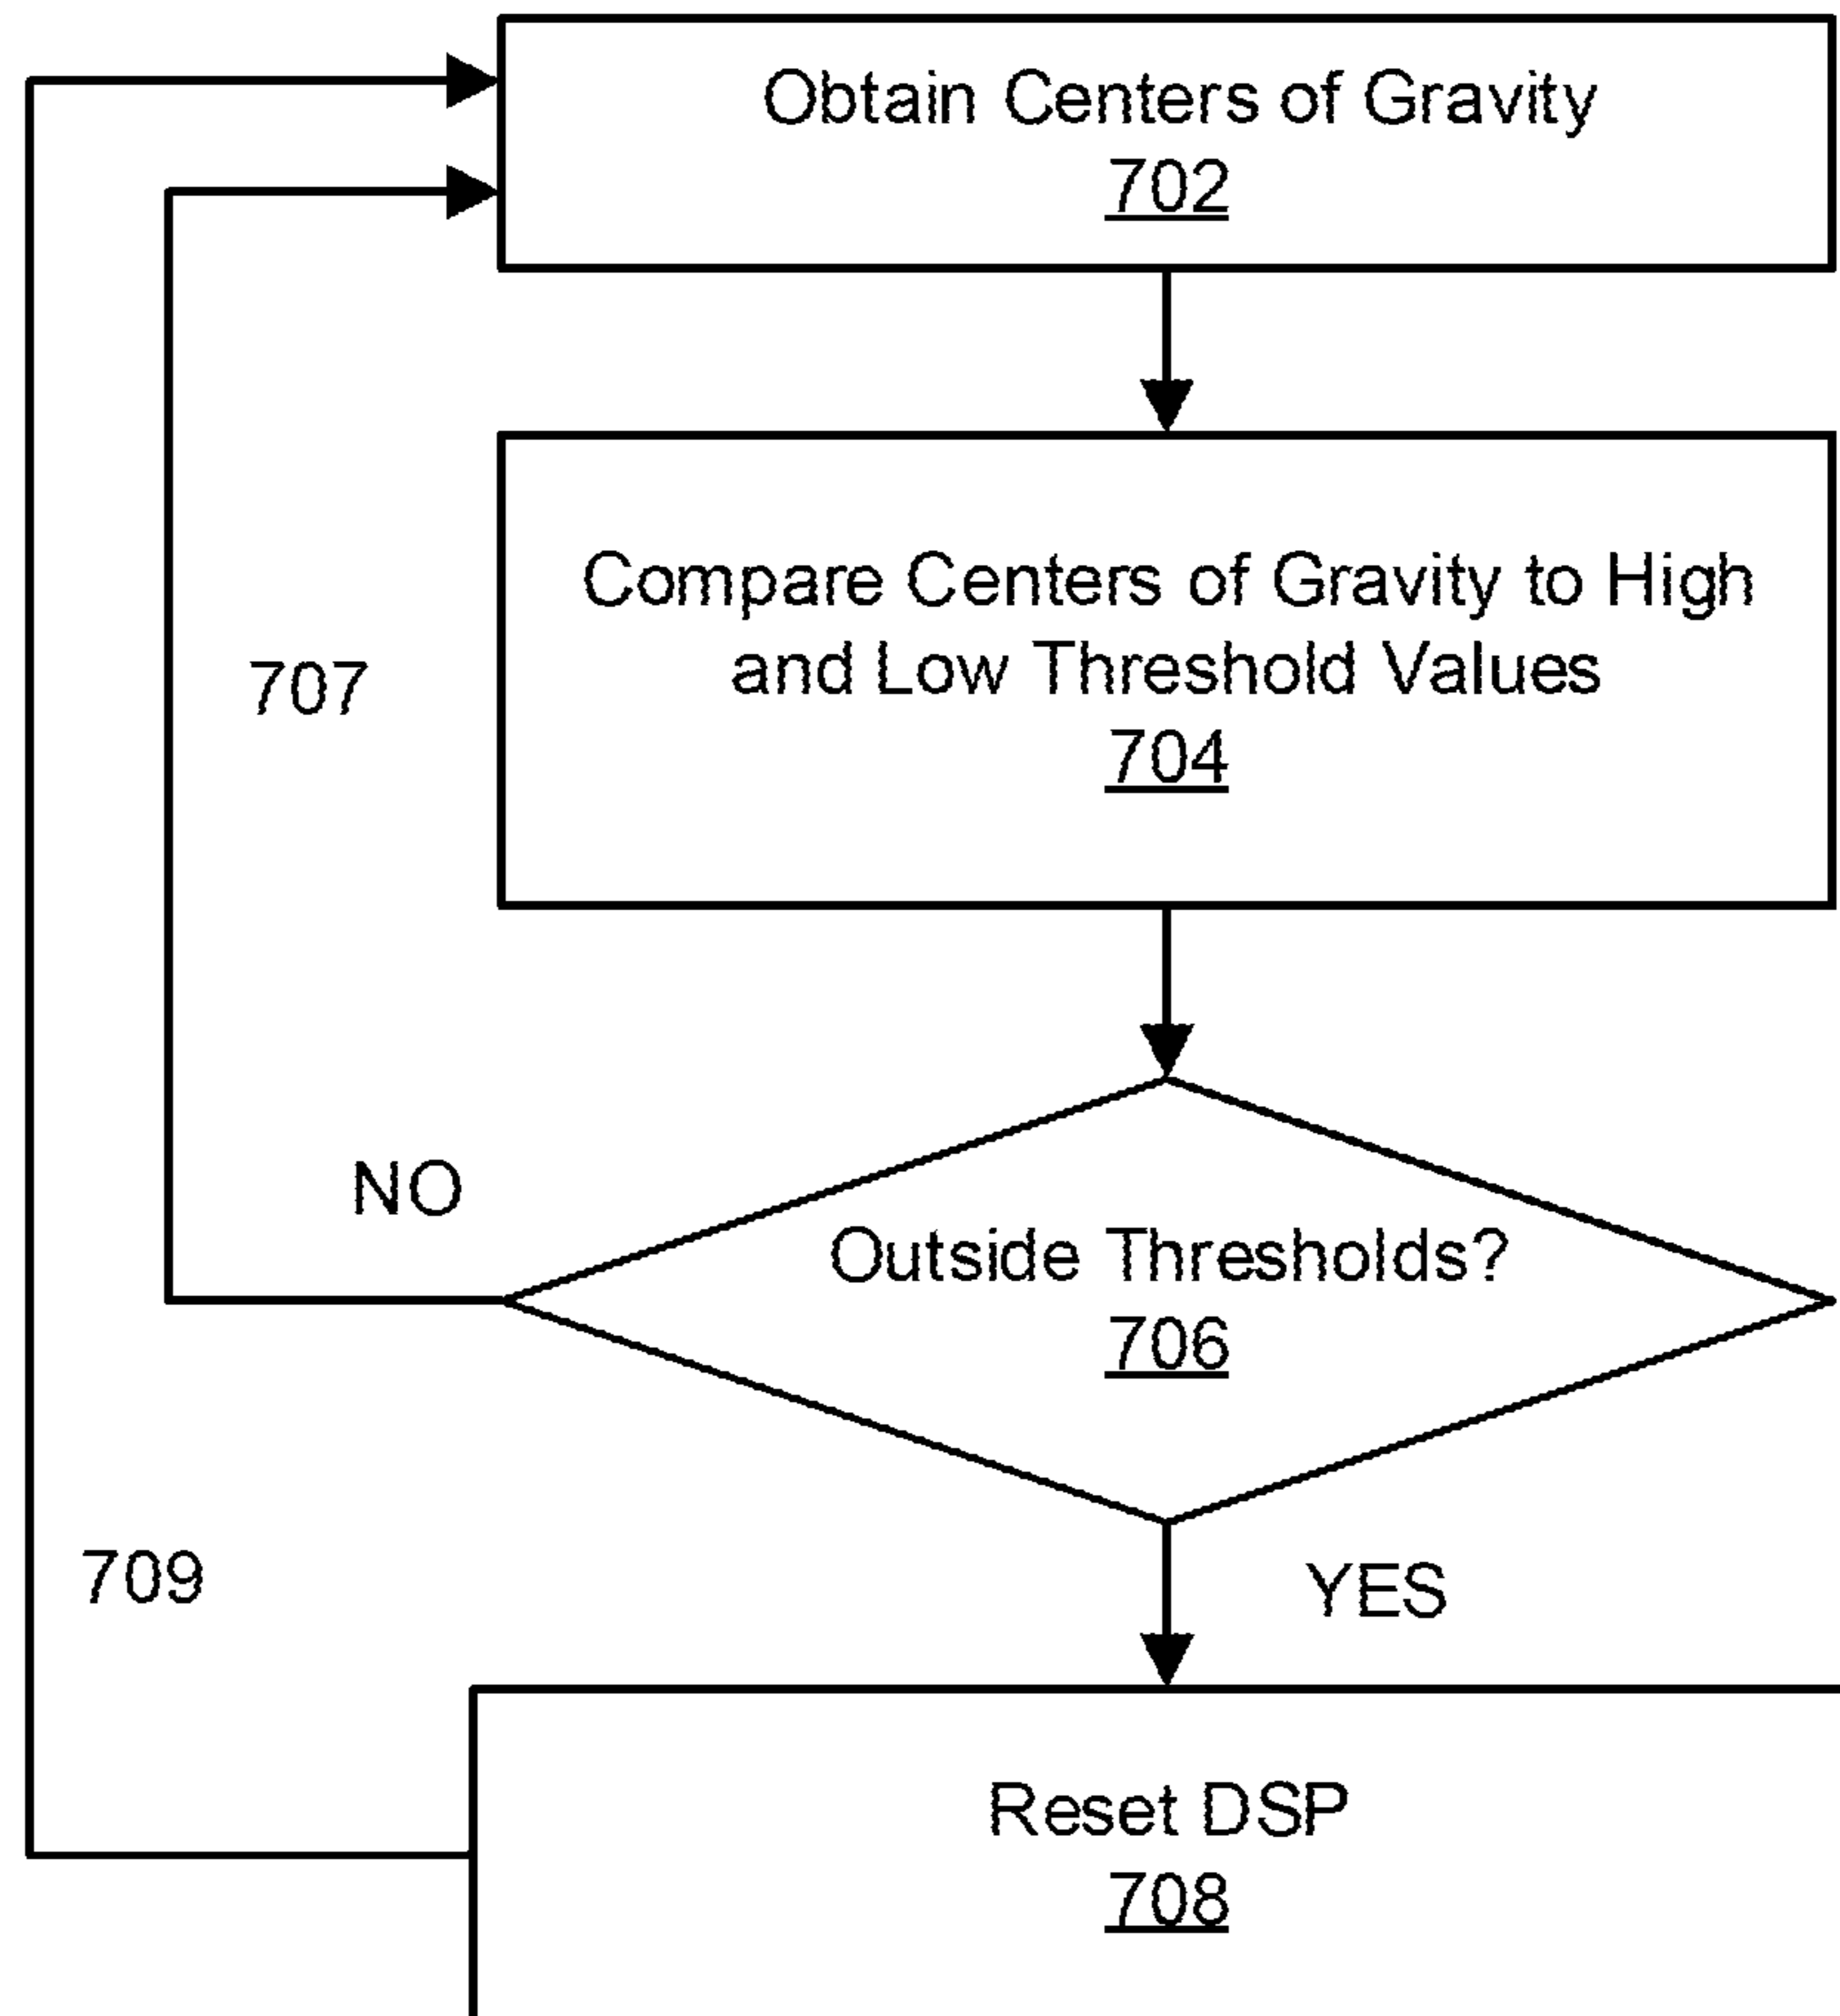 Obtain Centers of Gravity
702
Compare Centers of Gravity to High
and Low Threshold Values
704
707
NO
Outside Thresholds?
706
YES
709
Reset DSP
708